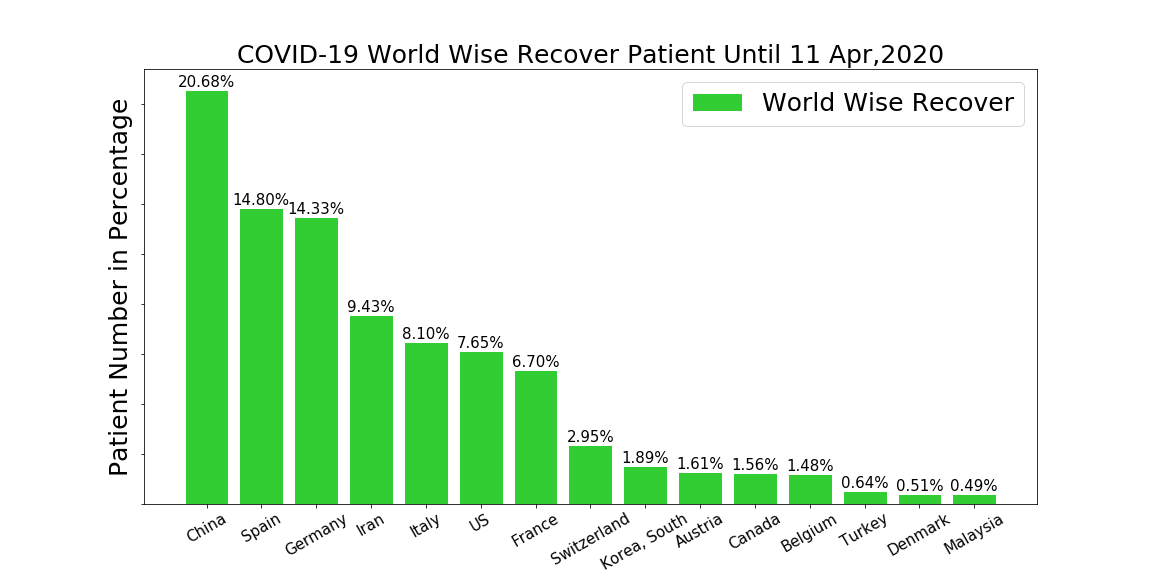 COVID-19 World Wise Recover Patient Until 11 Apr,2020
World Wise Recover
Patient Number in Percentage
20.68%
14.80%
14.33%
9.43%
8.10%
7.65%
6.70%
2.95%
1.89%
1.61%
1.56%
1.48%
0.64%
0.51%
0.49%
China
Spain
Germany
Iran
Italy
US
France
Switzerland
Korea, South
Austria
Canada
Belgium
Turkey
Denmark
Malaysia